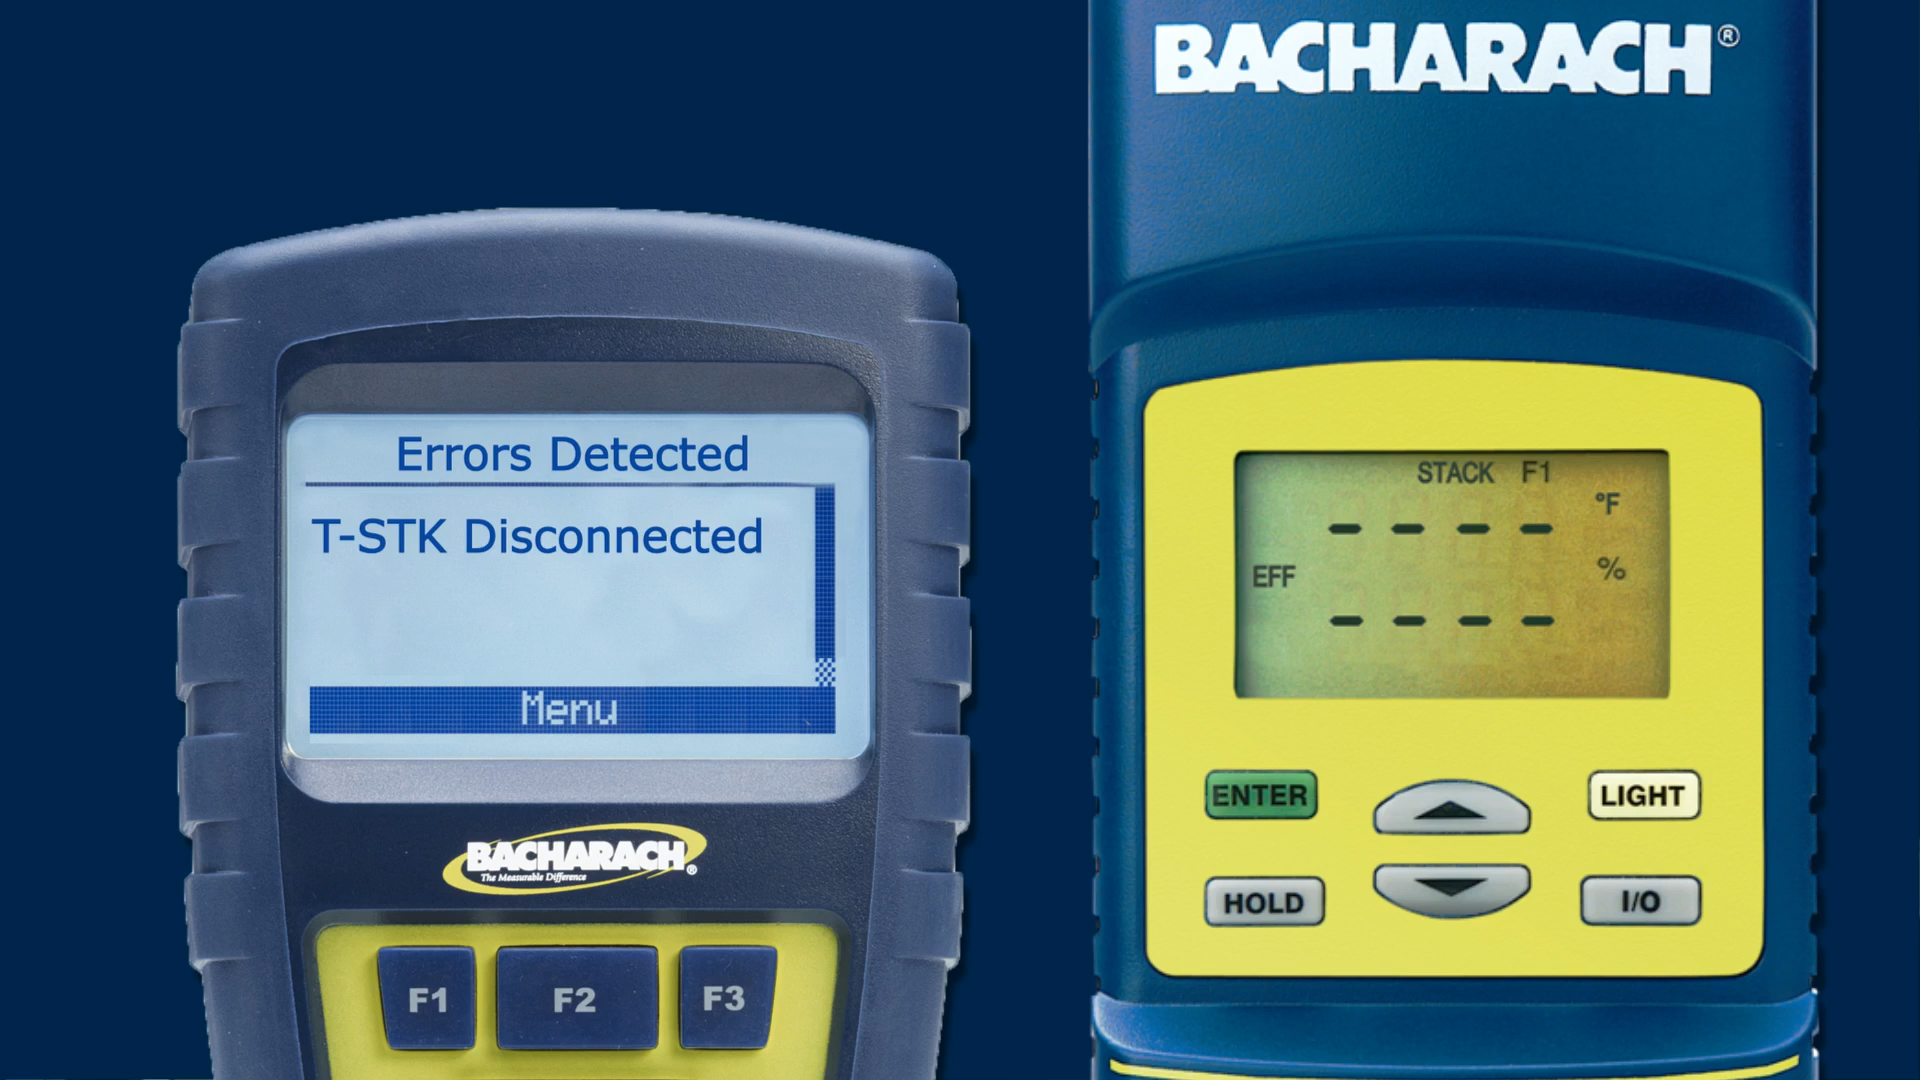 Errors Detected
T-STK Disconnected
Menu
BACHARACH®
The Measurable Difference
F1 F2 F3
BACHARACH®
STACK F1
°F
- - - -
EFF %
- - - -
ENTER
LIGHT
HOLD
I/O